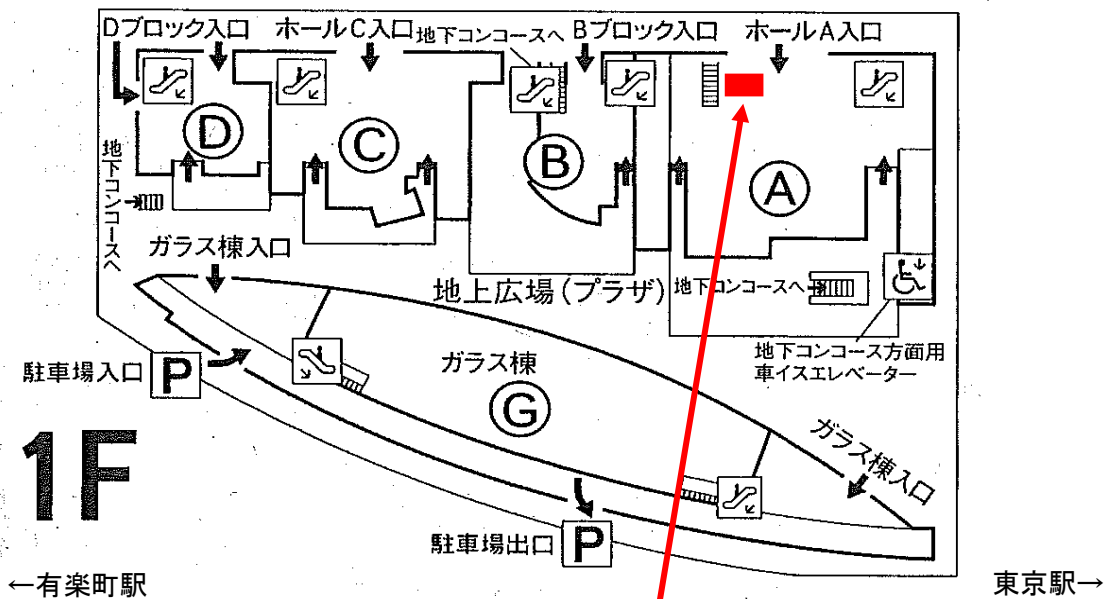 Dブロック入口
ホールC入口
地下コンコースへ
Bブロック入口
ホールA入口
D
C
B
A
地下コンコースへ
ガラス棟入口
地上広場(プラザ)
地下コンコースへ
地下コンコース方面用
車イスエレベーター
駐車場入口
P
ガラス棟
G
ガラス棟入口
1F
駐車場出口
P
←有楽町駅
東京駅→